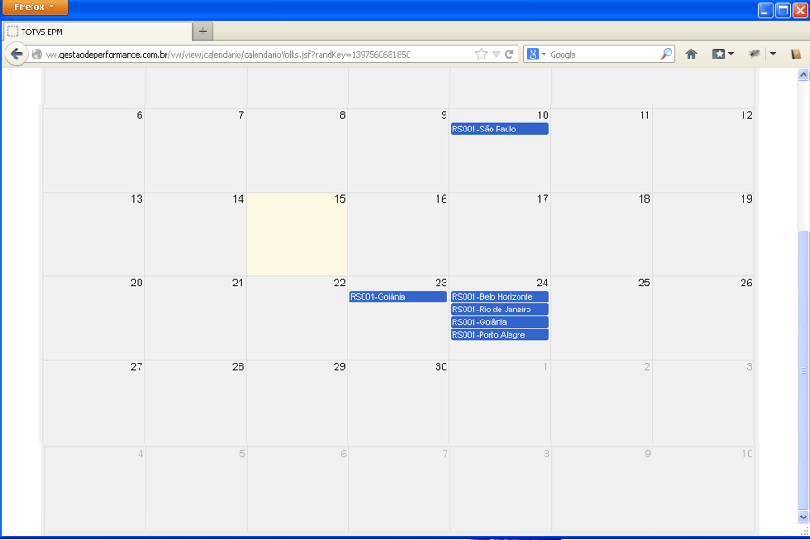 Firefox
TOTVS EPM
ww.gestaodeperformance.com.br/vw/view/calendario/calendarioYolks.jsf?randKey=1397560681850
Google
6 7 8 9 10 11 12
RS001-São Paulo
13 14 15 16 17 18 19
20 21 22 23 24 25 26
RS001-Goiânia RS001-Belo Horizonte
RS001-Rio de Janeiro
RS001-Goiânia
RS001-Porto Alegre
27 28 29 30 1 2 3
4 5 6 7 8 9 10